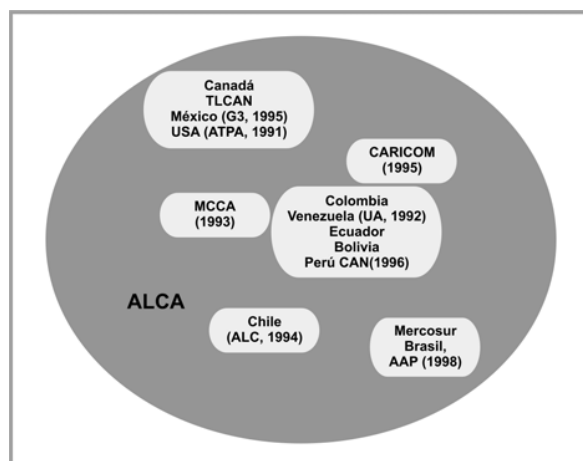 Canadá
TLCAN
México (G3, 1995)
USA (ATPA, 1991)
CARICOM
(1995)
MCCA
(1993)
Colombia
Venezuela (UA, 1992)
Ecuador
Bolivia
Perú CAN(1996)
ALCA
Chile
(ALC, 1994)
Mercosur
Brasil,
AAP (1998)